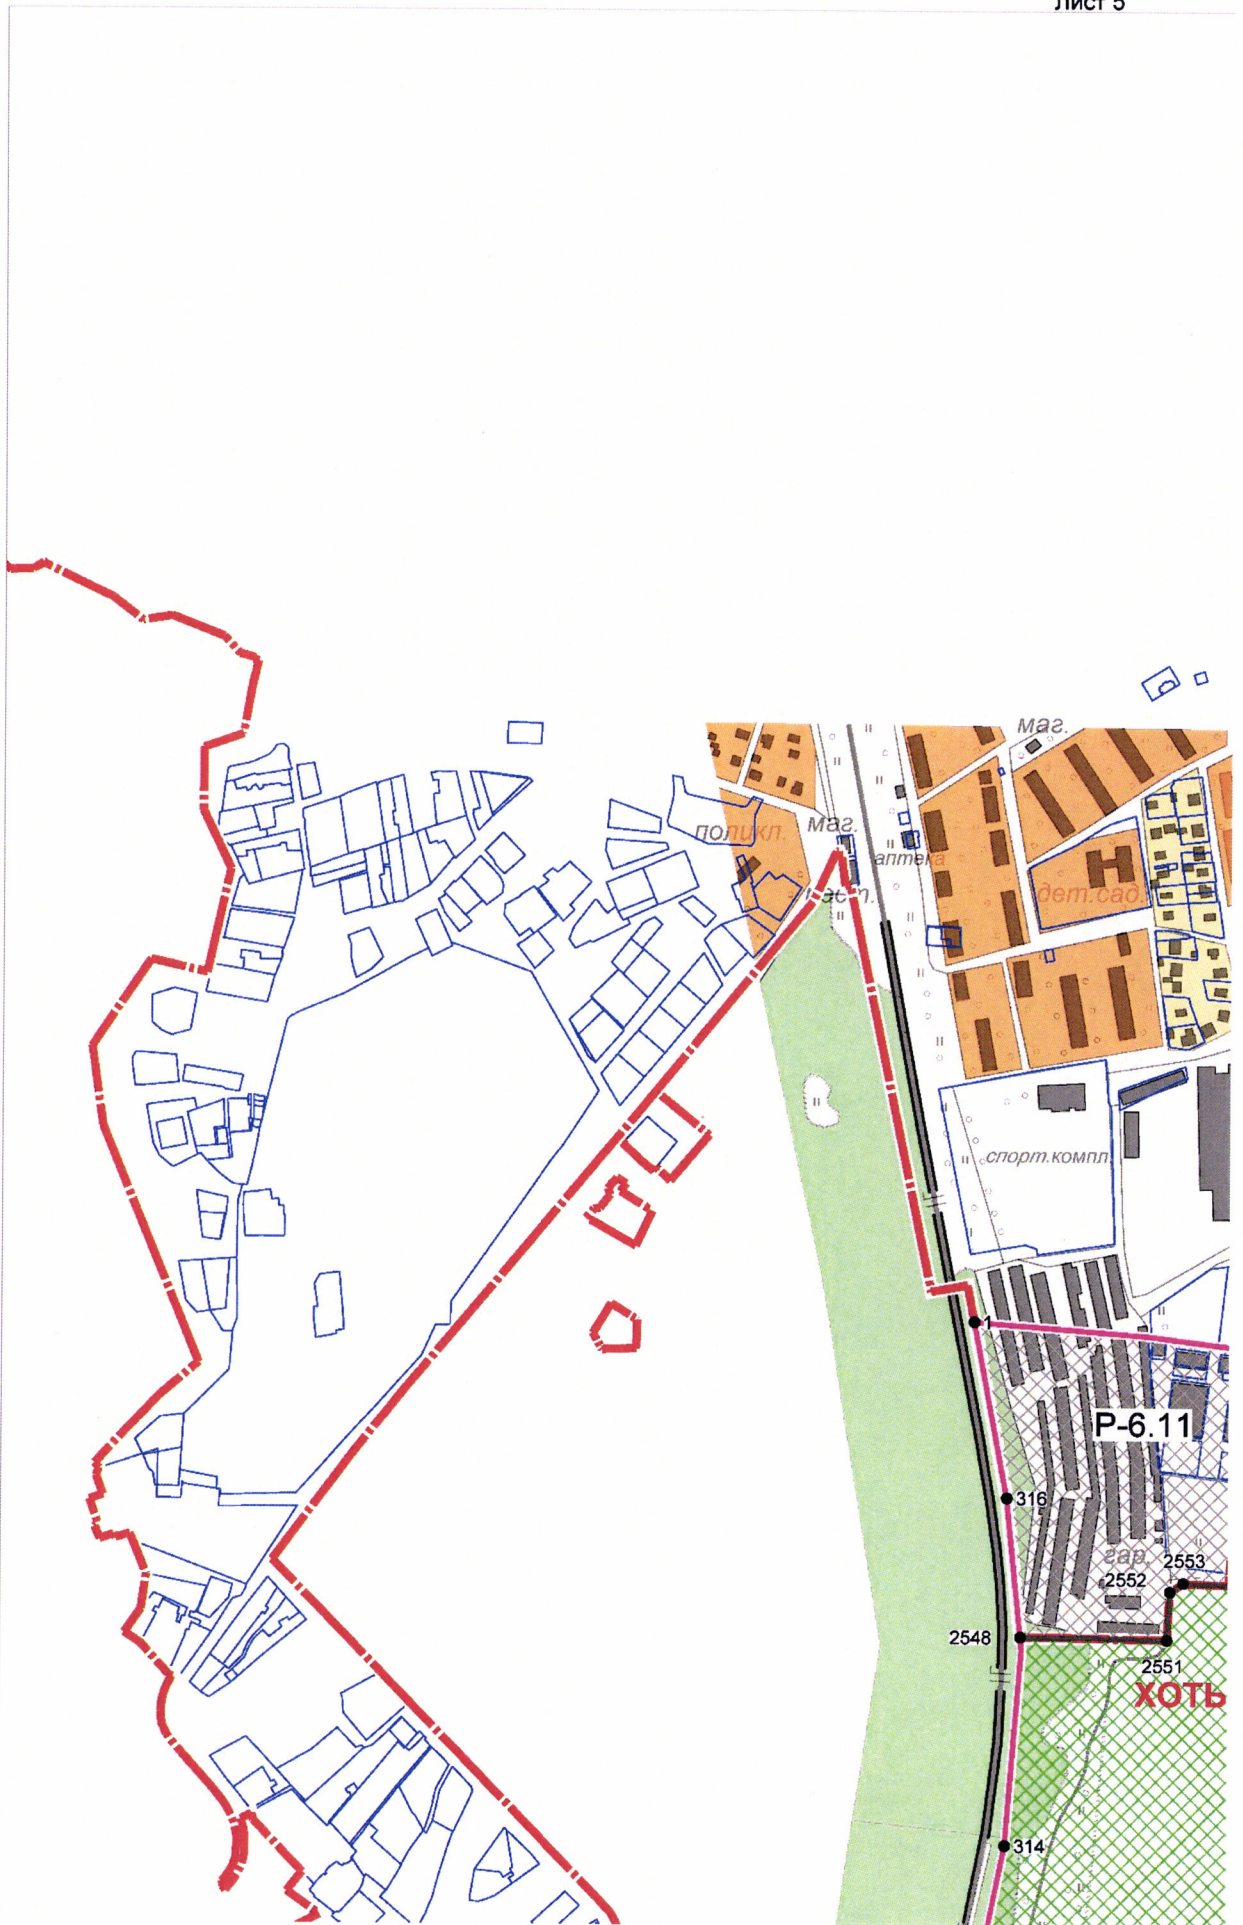 Лист 5
маг.
поликл.
маг.
аптека
дет.сад.
спорт.компл.
1
Р-6.11
316
гар.
2553
2552
2548
2551
ХОТЬ
314